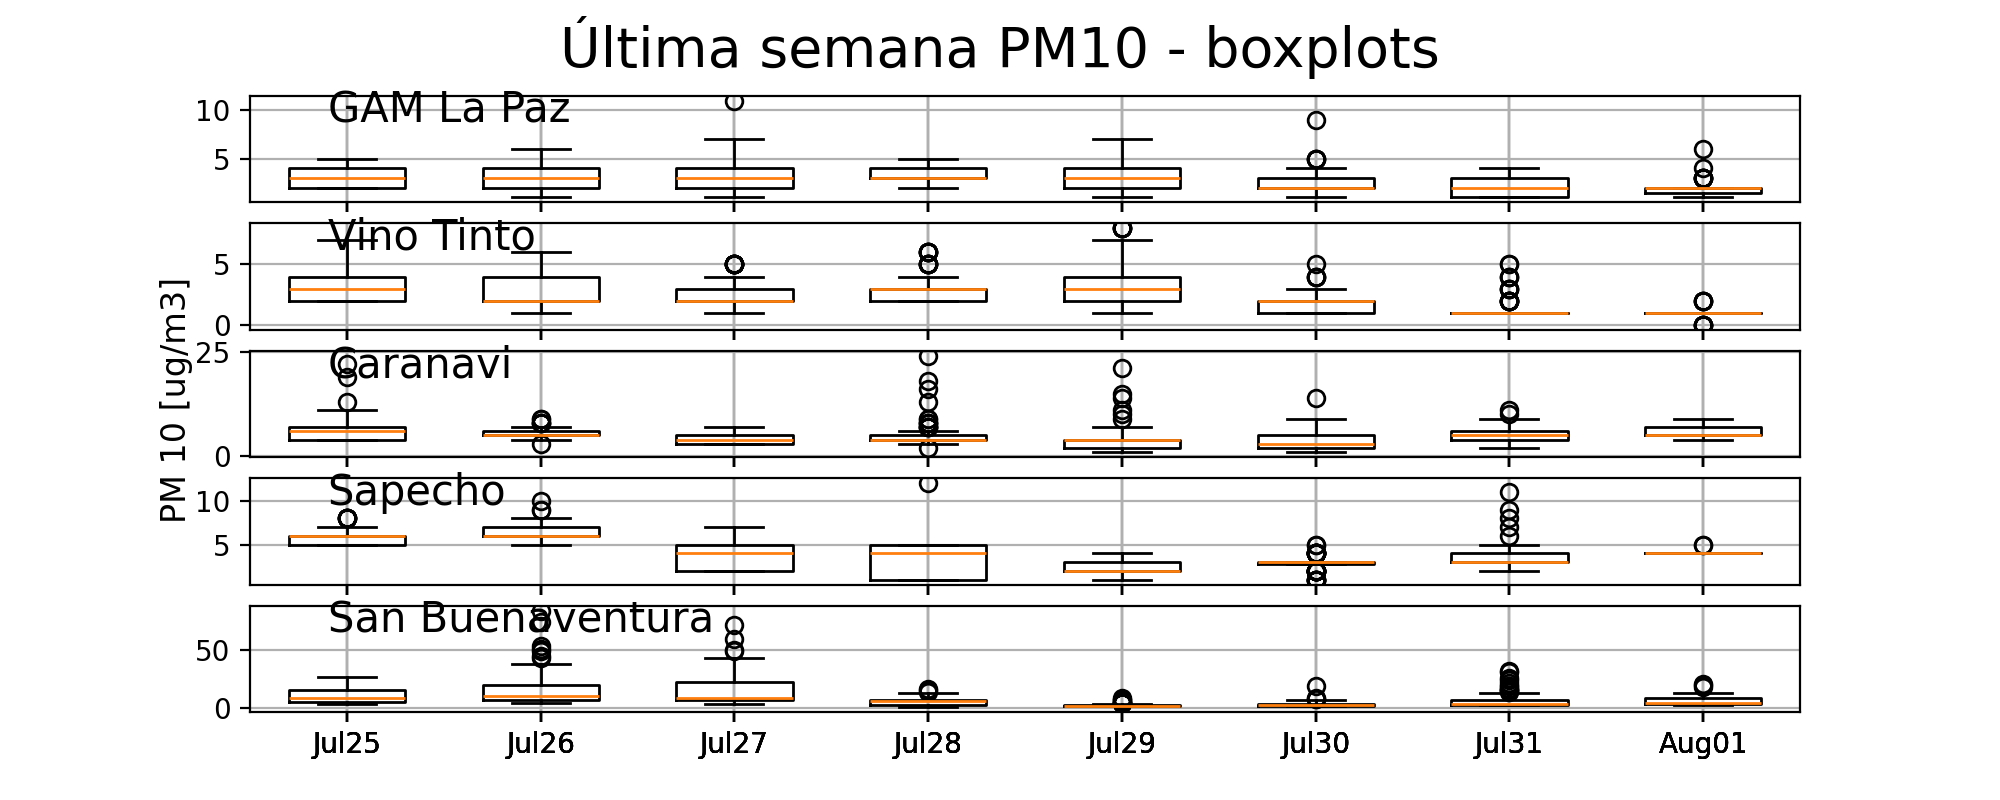 Última semana PM10 - boxplots
PM 10 [ug/m3]
GAM La Paz
10
5
Vino Tinto
5
0
Caranavi
25
0
Sapecho
10
5
San Buenaventura
50
0
Jul25 Jul26 Jul27 Jul28 Jul29 Jul30 Jul31 Aug01